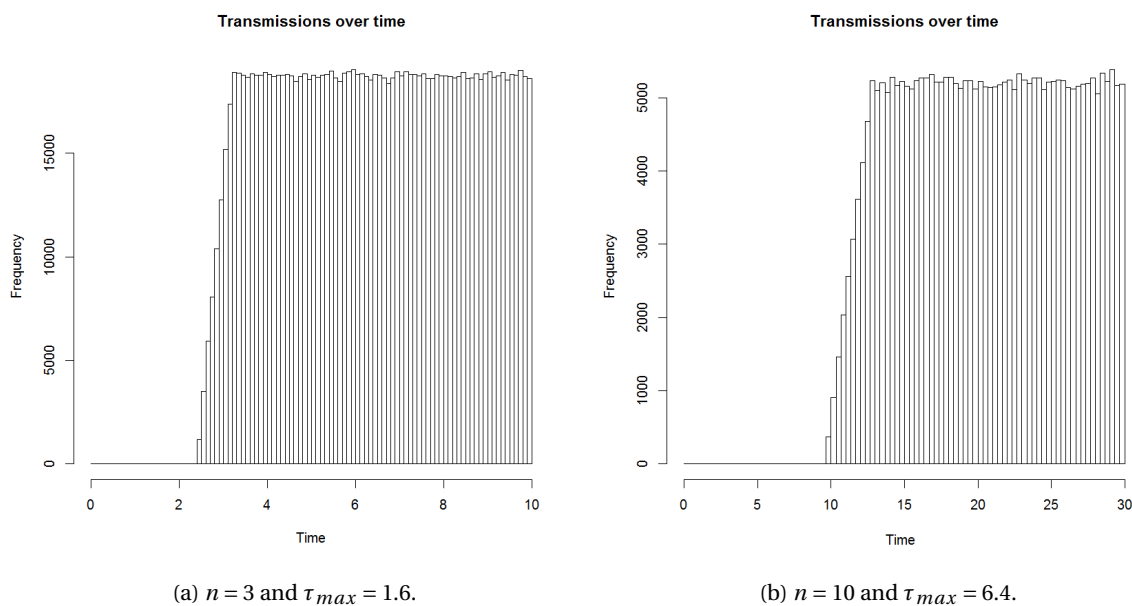 Transmissions over time
Frequency
0 5000 10000 15000
0 2 4 6 8 10
Time
(a) n = 3 and τmax = 1.6.
Transmissions over time
Frequency
0 1000 2000 3000 4000 5000
0 5 10 15 20 25 30
Time
(b) n = 10 and τmax = 6.4.